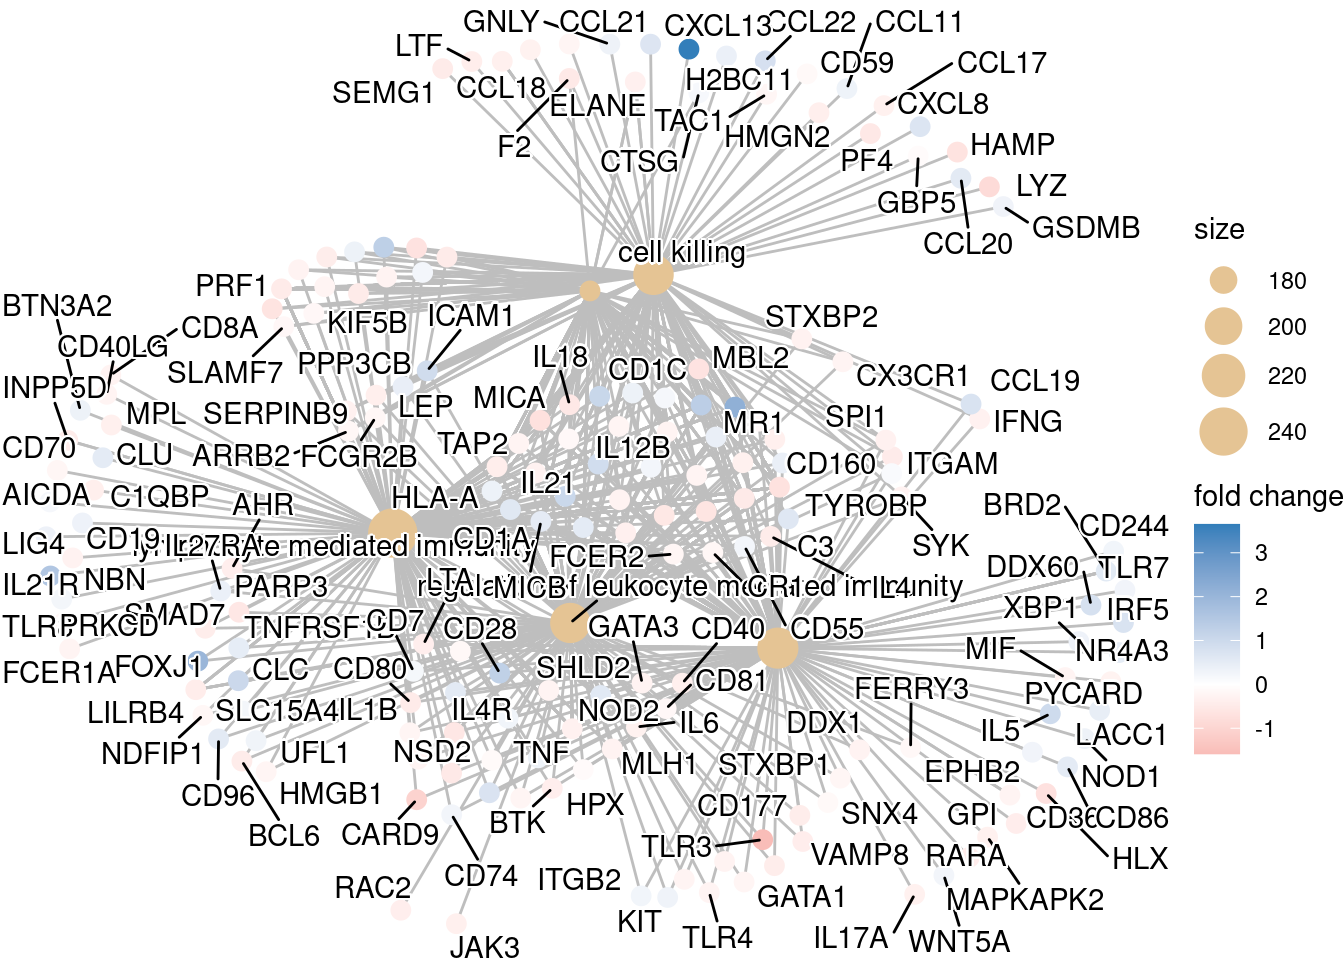 GNLY
CCL21
CXCL13
CCL22
CCL11
LTF
CD59
CCL17
SEMG1
CCL18
H2BC11
ELANE
TAC1
CXCL8
F2
HMGN2
CTSG
PF4
HAMP
LYZ
GBP5
GSDMB
CCL20
cell killing
size
180
200
220
240
fold change
3
2
1
0
-1
PRF1
BTN3A2
CD8A
KIF5B
ICAM1
STXBP2
CD40LG
SLAMF7
PPP3CB
IL18
CD1C
MBL2
INPP5D
CX3CR1
CCL19
MPL
SERPINB9
LEP
MICA
MR1
SPI1
IFNG
CD70
CLU
ARRB2
FCGR2B
TAP2
IL12B
CD160
ITGAM
AICDA
C1QBP
AHR
HLA-A
IL21
TYROBP
BRD2
LIG4
CD19
IL27RA
CD1A
FCER2
C3
SYK
CD244
IL21R
NBN
PARP3
LTA
MICB
CR1
IL4
DDX60
TLR7
PRKCD
SMAD7
TNFRSF
CD7
CD28
GATA3
CD40
CD55
XBP1
IRF5
FCER1A
FOXJ1
CLC
CD80
SHLD2
CD81
MIF
NR4A3
LILRB4
SLC15A4
IL1B
IL4R
NOD2
IL6
FERRY3
PYCARD
NDFIP1
UFL1
NSD2
TNF
MLH1
STXBP1
DDX1
IL5
LACC1
CD96
HMGB1
HPX
CD177
EPHB2
NOD1
BCL6
CARD9
BTK
TLR3
SNX4
GPI
CD36
CD86
VAMP8
RARA
HLX
RAC2
CD74
ITGB2
GATA1
MAPKAPK2
KIT
TLR4
IL17A
WNT5A
JAK3
mediated immunity
leukocyte mediated immunity